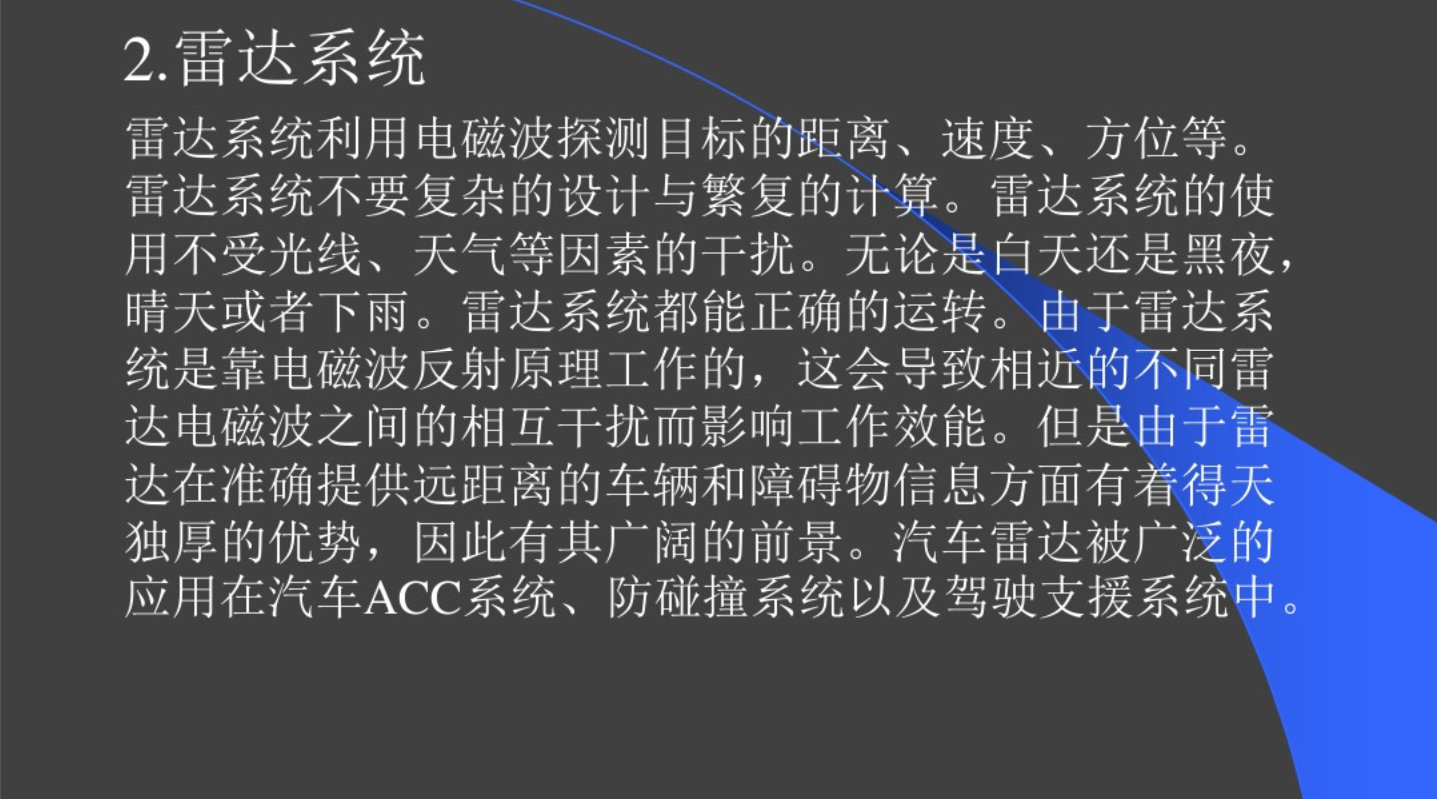 2.雷达系统
雷达系统利用电磁波探测目标的距离、速度、方位等。
雷达系统不要复杂的设计与繁复的计算。雷达系统的使
用不受光线、天气等因素的干扰。无论是白天还是黑夜，
晴天或者下雨。雷达系统都能正确的运转。由于雷达系
统是靠电磁波反射原理工作的，这会导致相近的不同雷
达电磁波之间的相互干扰而影响工作效能。但是由于雷
达在准确提供远距离的车辆和障碍物信息方面有着得天
独厚的优势，因此有其广阔的前景。汽车雷达被广泛的
应用在汽车ACC系统、防碰撞系统以及驾驶支援系统中。